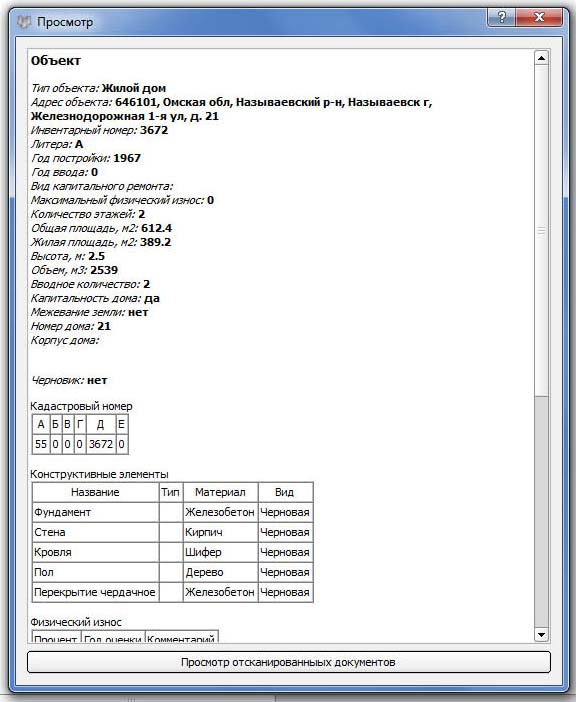 Просмотр
Объект
Тип объекта: Жилой дом
Адрес объекта: 646101, Омская обл, Называевский р-н, Называевск г,
Железнодорожная 1-я ул, д. 21
Инвентарный номер: 3672
Литера: А
Год постройки: 1967
Год ввода: 0
Вид капитального ремонта:
Максимальный физический износ: 0
Количество этажей: 2
Общая площадь, м2: 612.4
Жилая площадь, м2: 389.2
Высота, м: 2.5
Объем, м3: 2539
Вводное количество: 2
Капитальность дома: да
Межевание земли: нет
Номер дома: 21
Корпус дома:
Черновик: нет
Кадастровый номер
А Б В Г Д Е
55 0 0 0 3672 0
Конструктивные элементы
Название Тип Материал Вид
Фундамент Железобетон Черновая
Стена Кирпич Черновая
Кровля Шифер Черновая
Пол Дерево Черновая
Перекрытие чердачное Железобетон Черновая
Физический износ
Процент Год оценки Комментарий
Просмотр отсканированныых документов